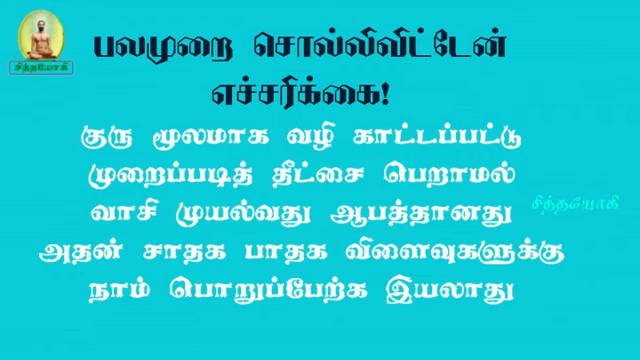 பலமுறை சொல்லிவிட்டேன்
எச்சரிக்கை!
குரு மூலமாக வழி காட்டப்பட்டு
முறைப்படித் தீட்சை பெறாமல்
வாசி முயல்வது ஆபத்தானது
அதன் சாதக பாதக விளைவுகளுக்கு
நாம் பொறுப்பேற்க இயலாது
சித்தயோகி
சித்தயோகி